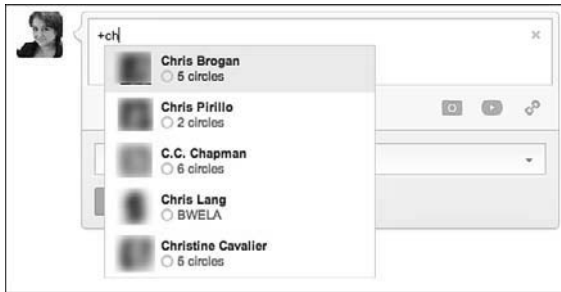 +ch
Chris Brogan
5 circles
Chris Pirillo
2 circles
C.C. Chapman
6 circles
Chris Lang
BWELA
Christine Cavalier
5 circles